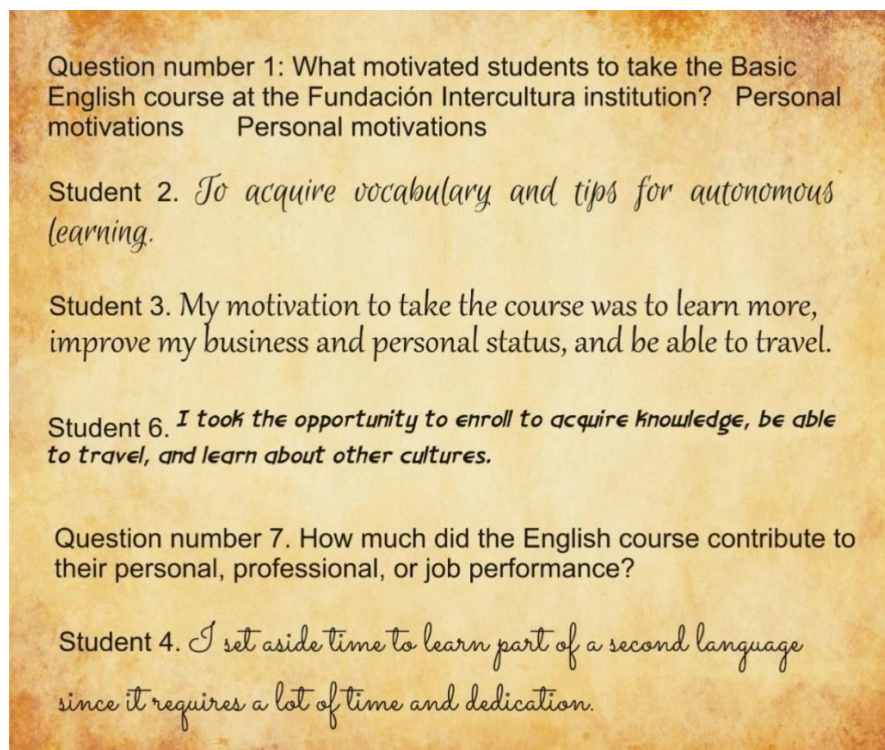 Question number 1: What motivated students to take the Basic
English course at the Fundación Intercultura institution? Personal
motivations Personal motivations
Student 2. To acquire vocabulary and tips for autonomous
learning.
Student 3. My motivation to take the course was to learn more,
improve my business and personal status, and be able to travel.
Student 6. I took the opportunity to enroll to acquire knowledge, be able
to travel, and learn about other cultures.
Question number 7. How much did the English course contribute to
their personal, professional, or job performance?
Student 4. I set aside time to learn part of a second language
since it requires a lot of time and dedication.